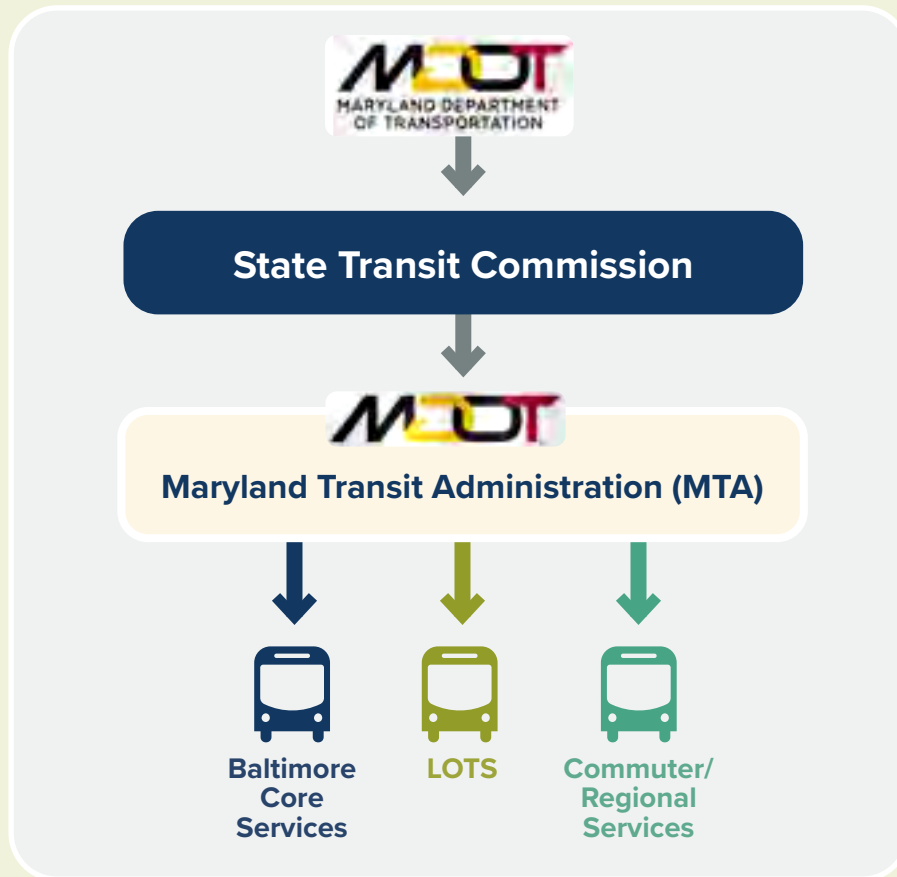 MDOT
MARYLAND DEPARTMENT
OF TRANSPORTATION
State Transit Commission
MDOT
Maryland Transit Administration (MTA)
Baltimore
Core
Services
LOTS
Commuter/
Regional
Services